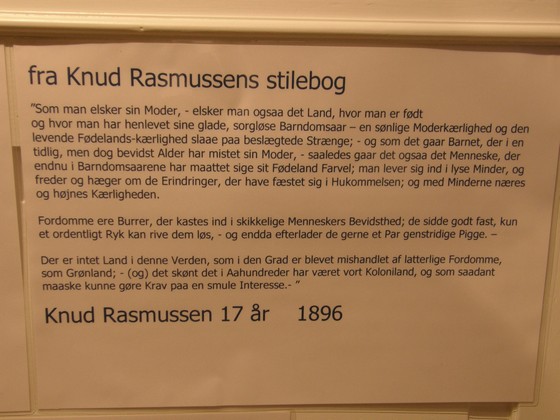 fra Knud Rasmussens stilebog
"Som man elsker sin Moder, - elsker man ogsaa det Land, hvor man er født
og hvor man har henlevet sine glade, sorgløse Barndomsaar – en sønlige Moderkærlighed og den
levende Fødelands-kærlighed slaae paa beslægtede Strænge; - og som det gaar Barnet, der i en
tidlig, men dog bevidst Alder har mistet sin Moder, - saaledes gaar det ogsaa det Menneske, der
endnu i Barndomsaarene har maattet sige sit Fødeland Farvel; man lever sig ind i lyse Minder, og
freder og hæger om de Erindringer, der have fæstet sig i Hukommelsen; og med Minderne næres
og højnes Kærligheden.
Fordomme ere Burrer, der kastes ind i skikkelige Menneskers Bevidsthed; de sidde godt fast, kun
et ordentligt Ryk kan rive dem løs, - og endda efterlader de gerne et Par genstridige Pigge. –
Der er intet Land i denne Verden, som i den Grad er blevet mishandlet af latterlige Fordomme,
som Grønland; - (og) det skønt det i Aahundreder har været vort Koloniland, og som saadant
maaske kunne gøre Krav paa en smule Interesse.- "
Knud Rasmussen 17 år 1896